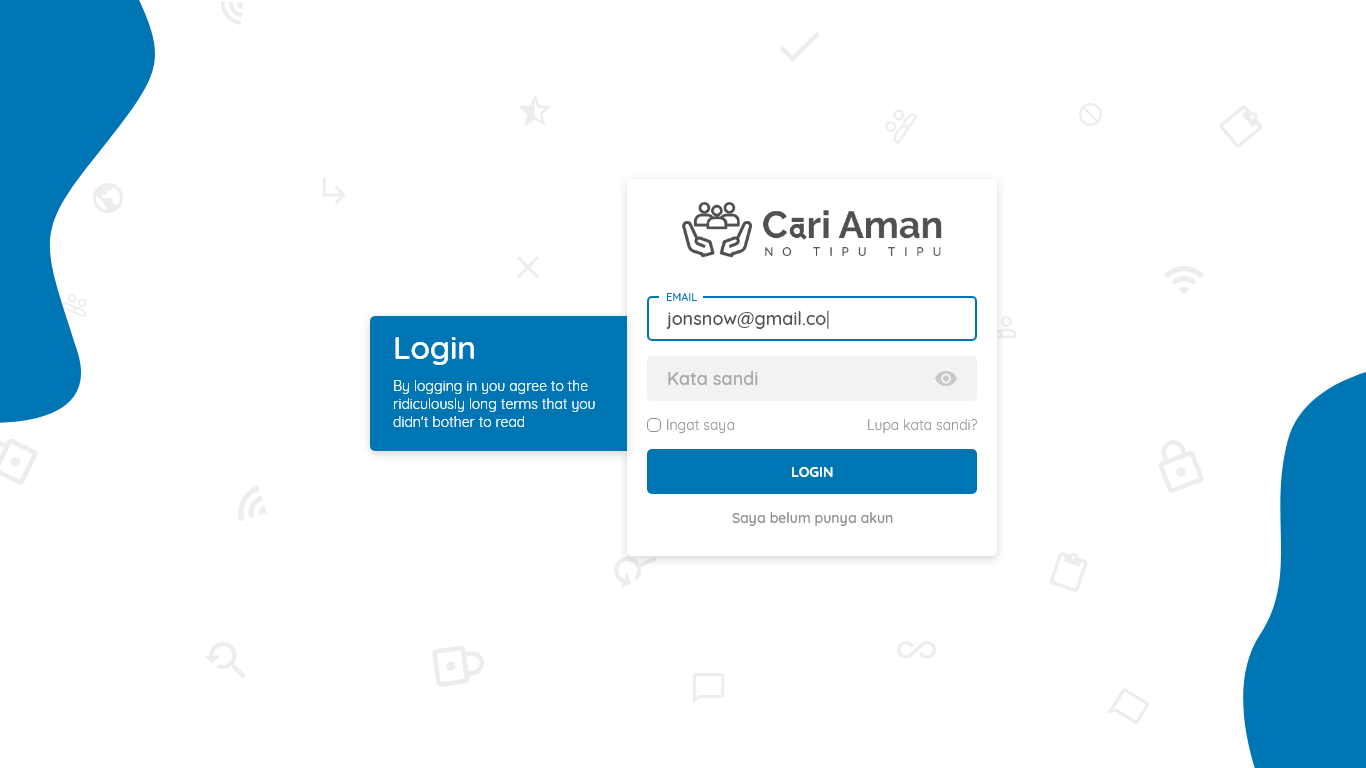 Cari Aman
NO TIPU TIPU
EMAIL
jonsnow@gmail.co
Login
By logging in you agree to the
ridiculously long terms that you
didn't bother to read
Kata sandi
Ingat saya
Lupa kata sandi?
LOGIN
Saya belum punya akun